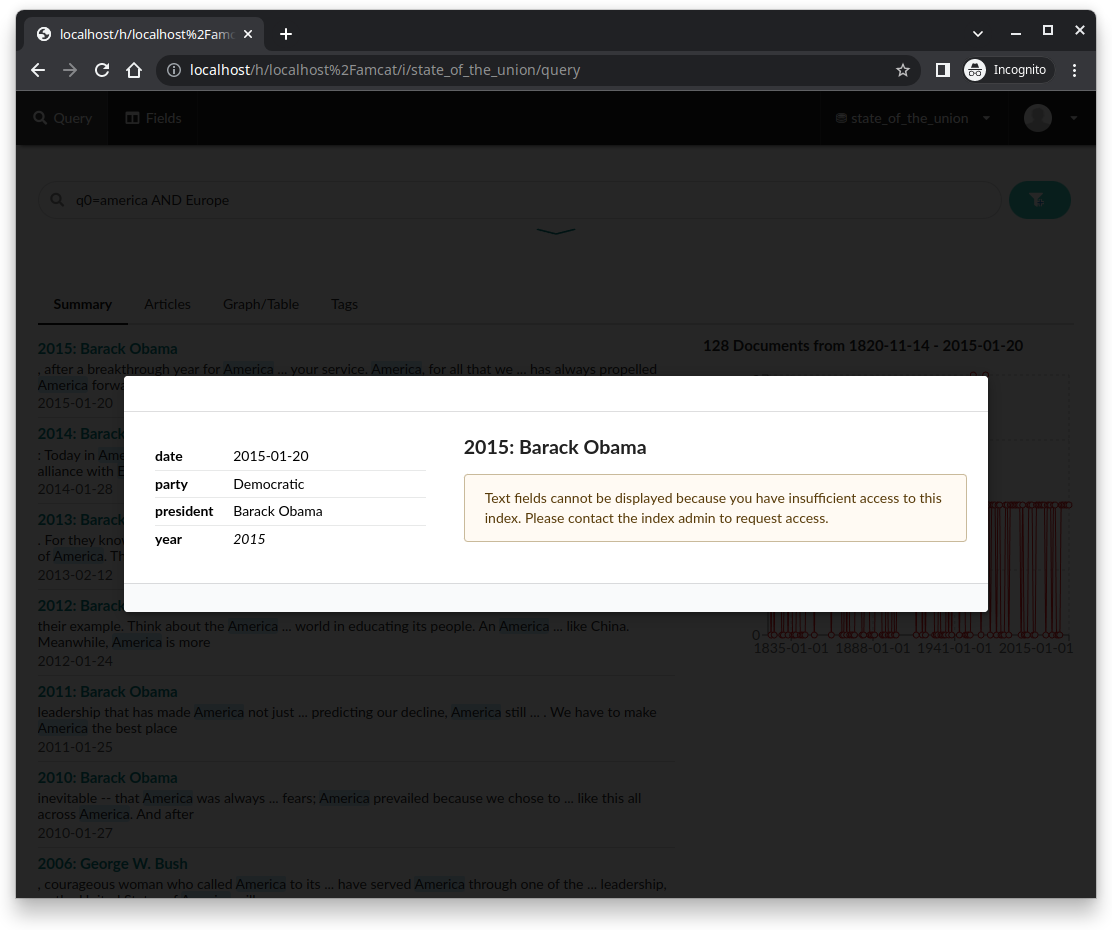 localhost/h/localhost%2Famc
localhost/h/localhost%2Famcat/i/state_of_the_union/query
Incognito
Query
Fields
state_of_the_union
q0=america AND Europe
Summary
Articles
Graph/Table
Tags
2015: Barack Obama
, after a breakthrough year for America ... your service. America, for all that we ... has always propelled
America forwa
2015-01-20
2014: Barack
: Today in Ame
alliance with E
2014-01-28
2013: Barack
. For they know
of America. Th
2013-02-12
2012: Barack
their example. Think about the America ... world in educating its people. An America ... like China.
Meanwhile, America is more
2012-01-24
2011: Barack Obama
leadership that has made America not just ... predicting our decline, America still ... . We have to make
America the best place
2011-01-25
2010: Barack Obama
inevitable -- that America was always ... fears; America prevailed because we chose to ... like this all
across America. And after
2010-01-27
2006: George W. Bush
, courageous woman who called America to its ... have served America through one of the ... leadership,
128 Documents from 1820-11-14 - 2015-01-20
0
1835-01-01 1888-01-01 1941-01-01 2015-01-01
date 2015-01-20
party Democratic
president Barack Obama
year 2015
2015: Barack Obama
Text fields cannot be displayed because you have insufficient access to this
index. Please contact the index admin to request access.